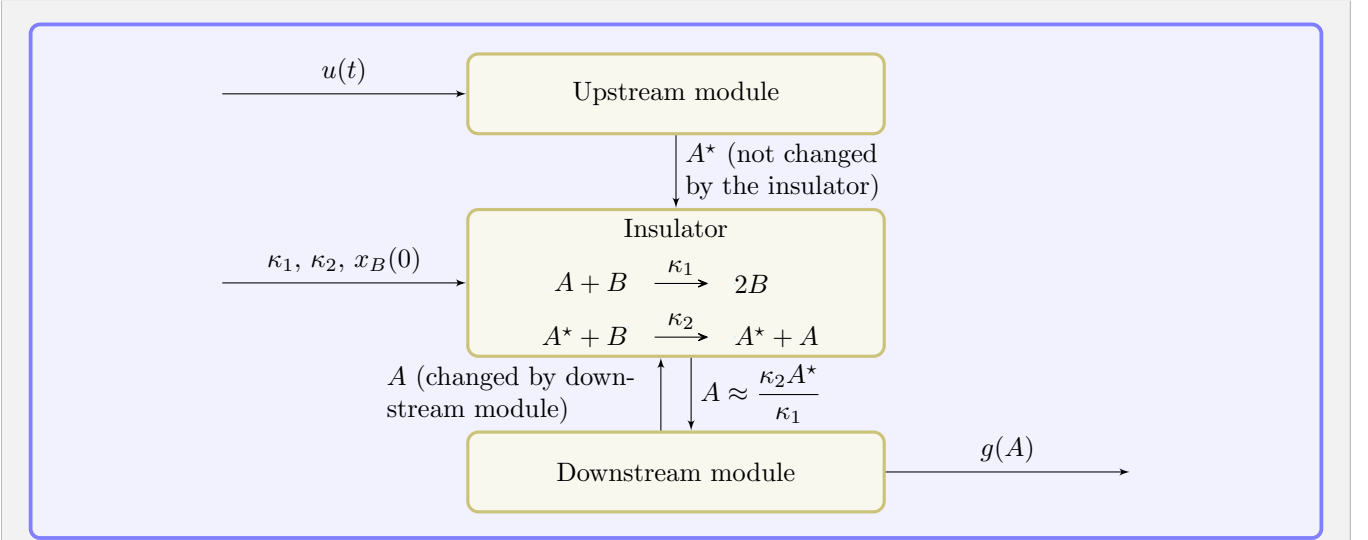 u(t)
Upstream module
A⋆ (not changed
by the insulator)
Insulator
κ1, κ2, xB(0)
A + B κ1⟶ 2B
A⋆ + B κ2⟶ A⋆ + A
A (changed by down-
stream module)
A ≈ κ2A⋆/κ1
g(A)
Downstream module